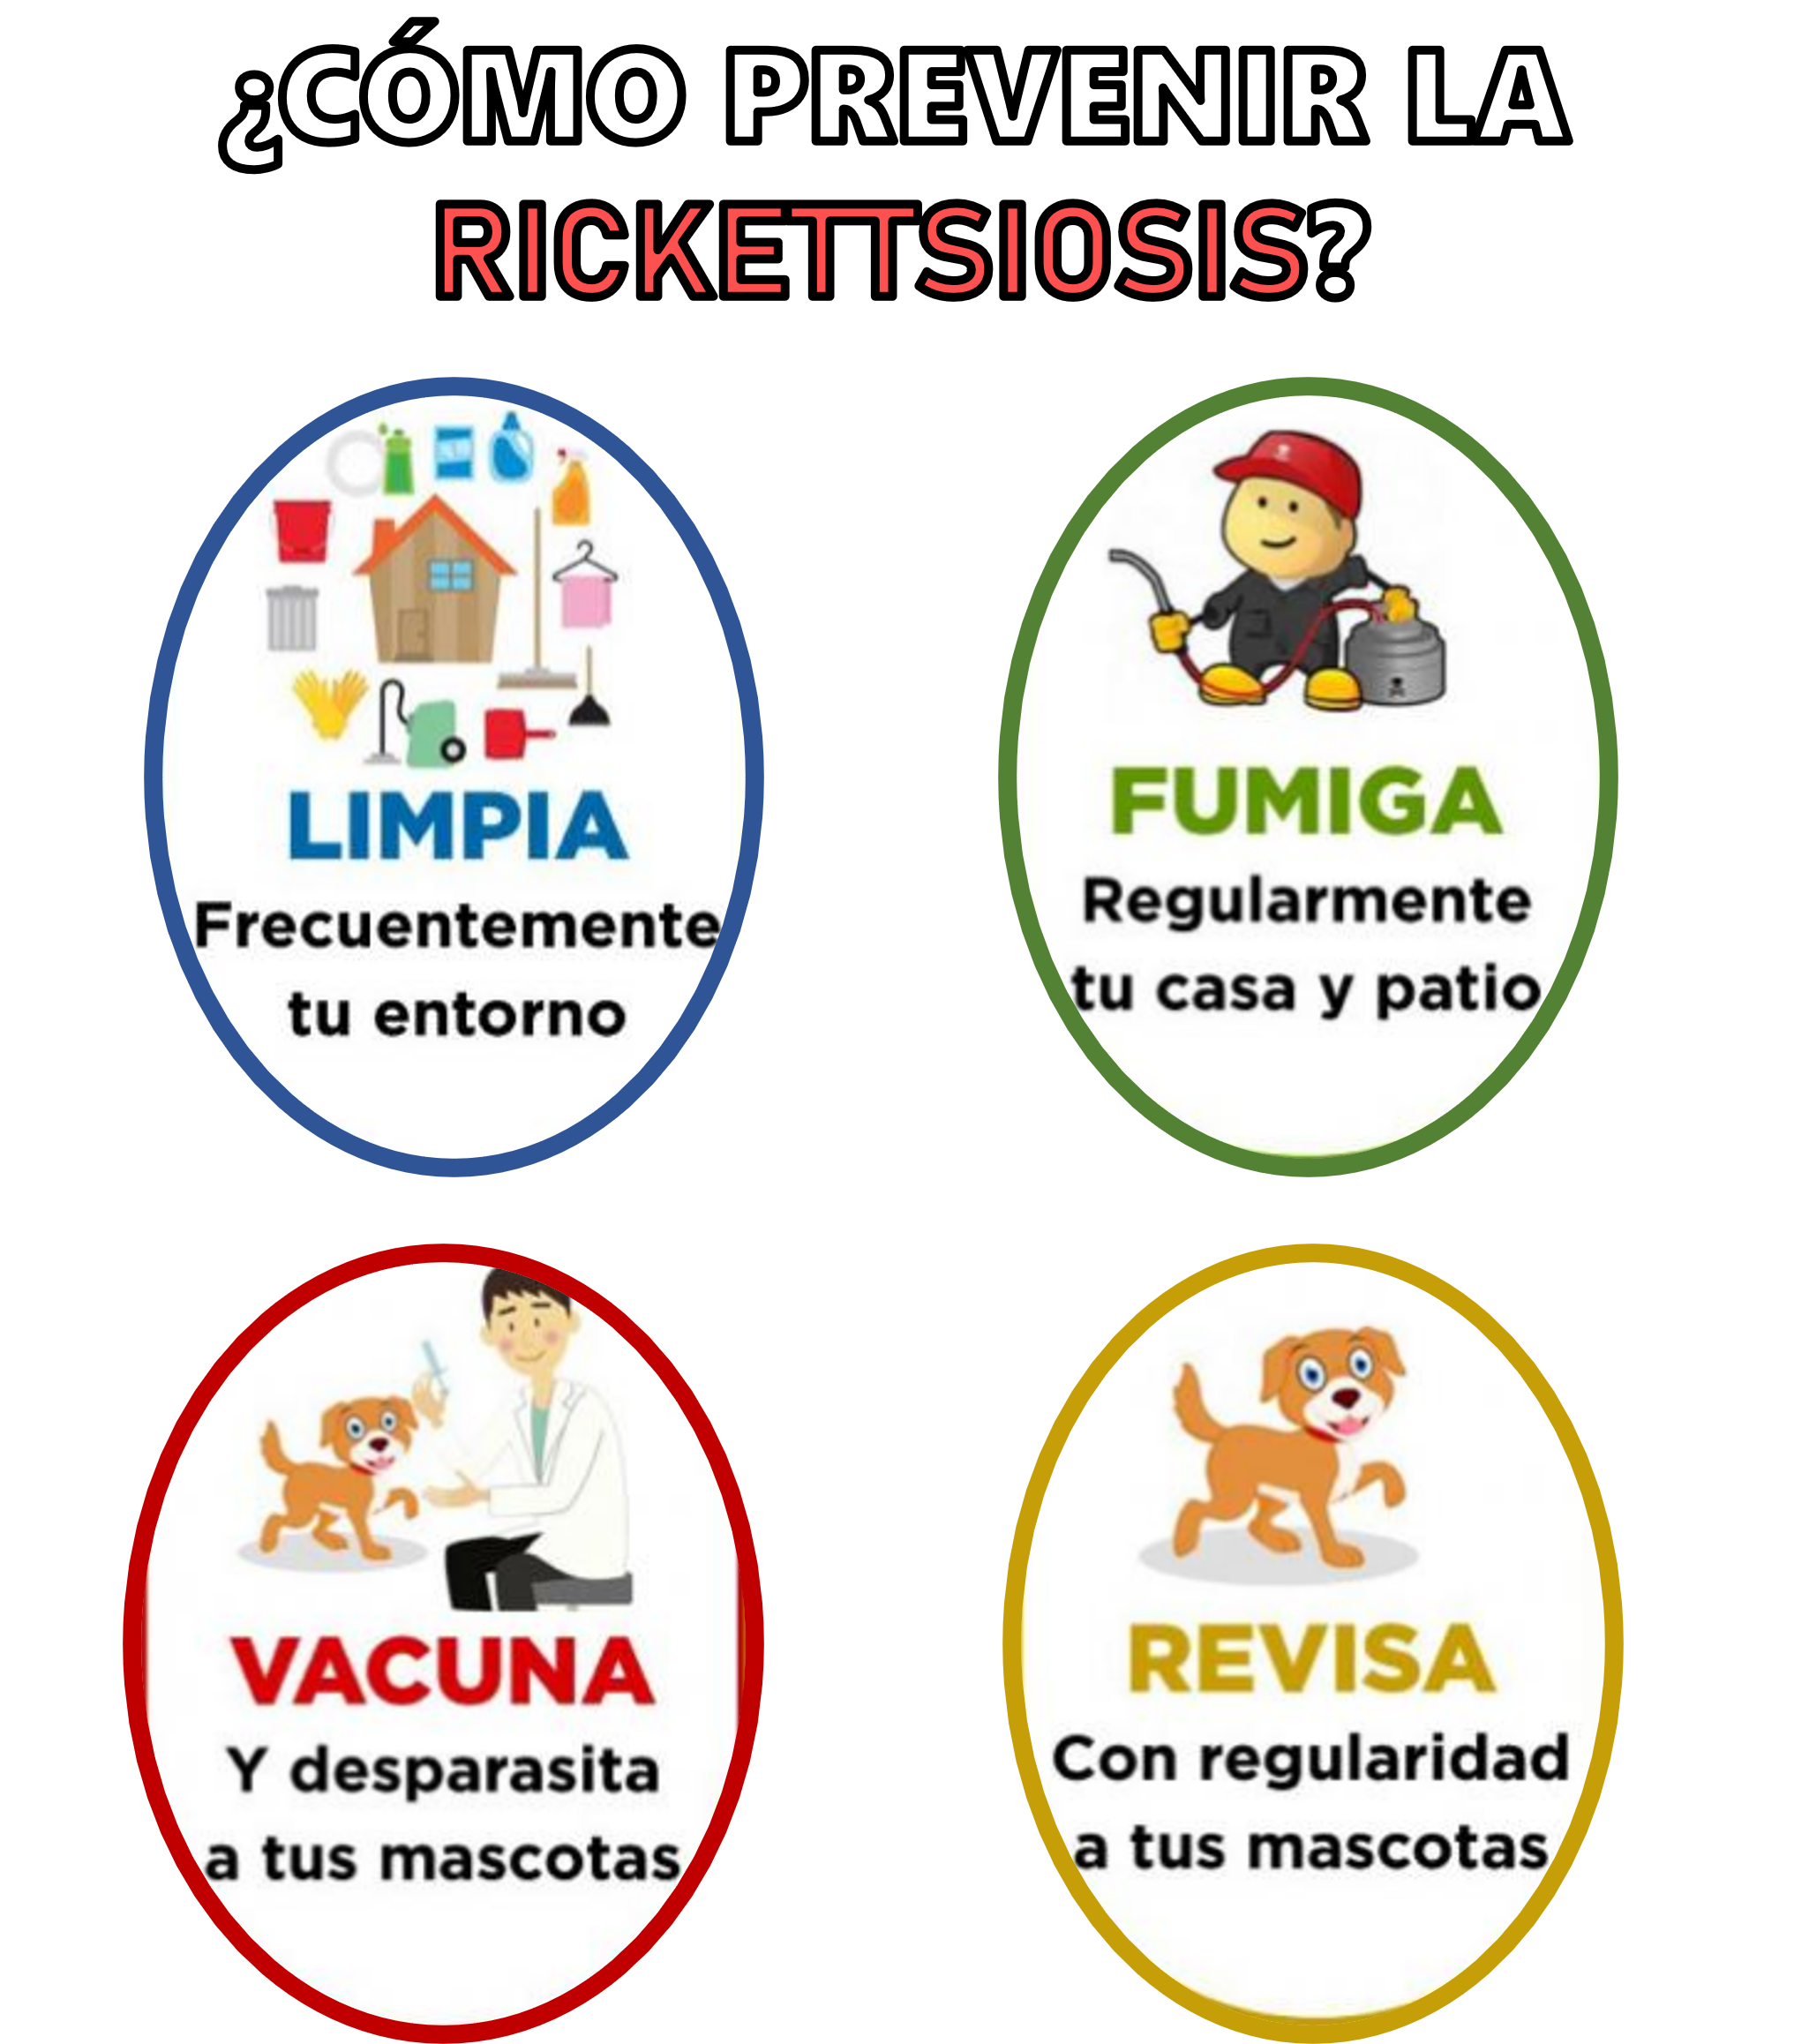 ¿CÓMO PREVENIR LA
RICKETTSIOSIS?
LIMPIA
Frecuentemente
tu entorno
FUMIGA
Regularmente
tu casa y patio
VACUNA
Y desparasita
a tus mascotas
REVISA
Con regularidad
a tus mascotas